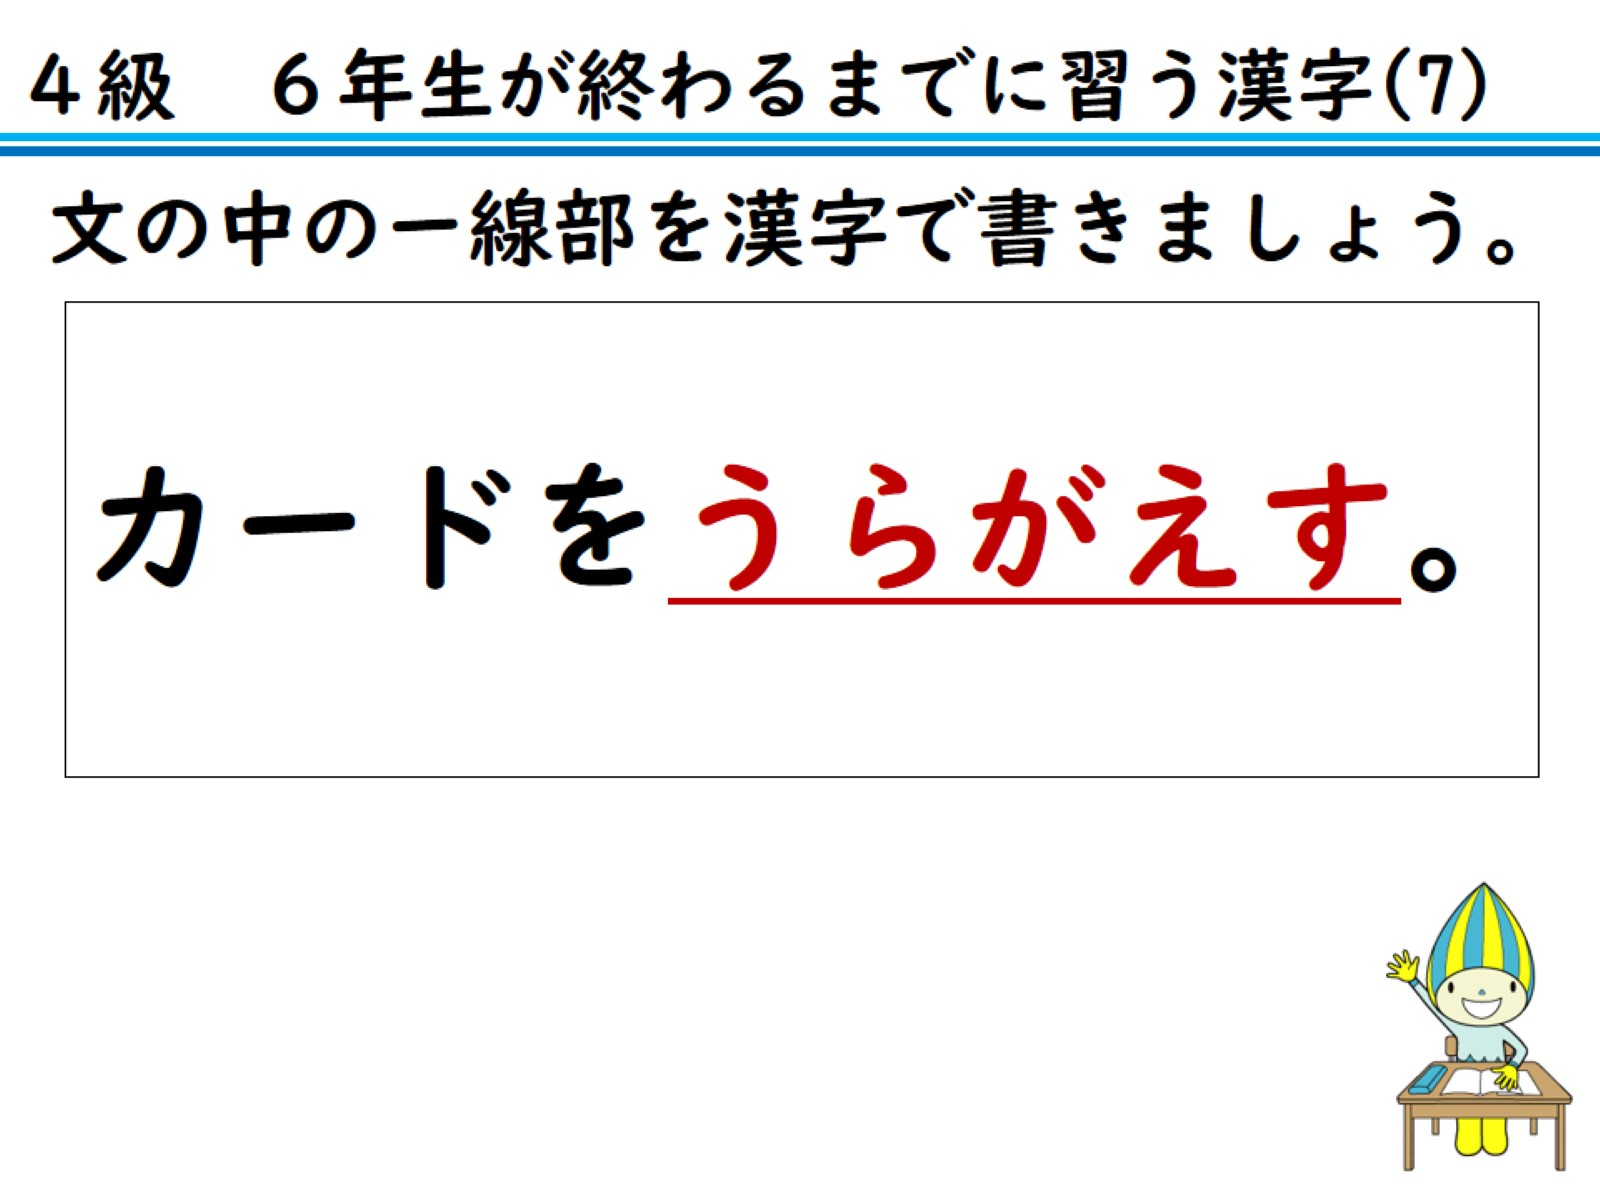 ４級　６年生が終わるまでに習う漢字(7)
文の中の－線部を漢字で書きましょう。
カードをうらがえす。